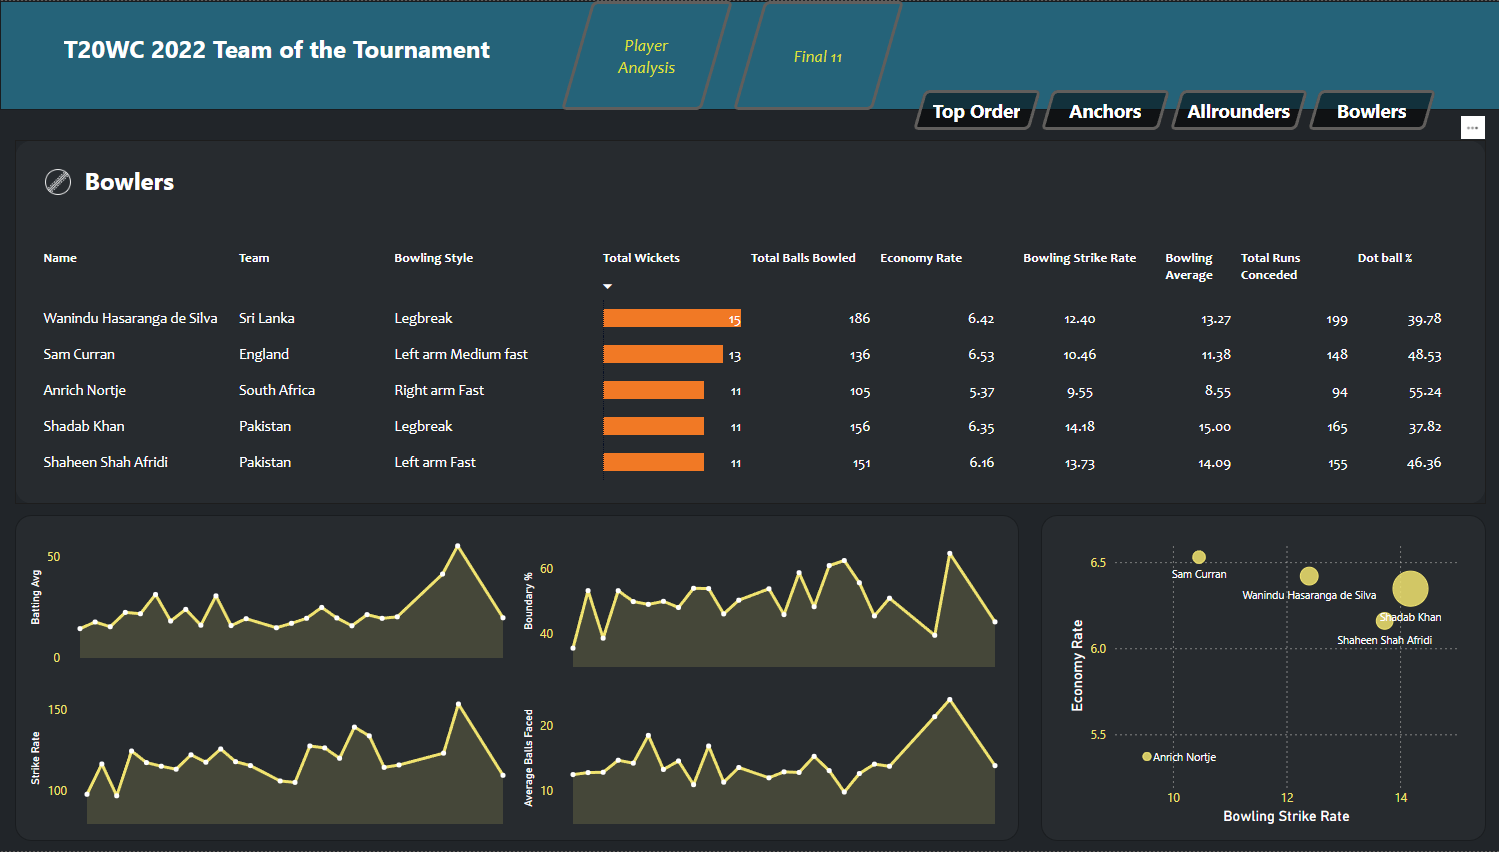 T20WC 2022 Team of the Tournament
Player
Analysis
Final 11
Top Order
Anchors
Allrounders
Bowlers
...
Bowlers
Name Team Bowling Style Total Wickets Total Balls Bowled Economy Rate Bowling Strike Rate Bowling Average Total Runs Conceded Dot ball %
Wanindu Hasaranga de Silva Sri Lanka Legbreak 15 186 6.42 12.40 13.27 199 39.78
Sam Curran England Left arm Medium fast 13 136 6.53 10.46 11.38 148 48.53
Anrich Nortje South Africa Right arm Fast 11 105 5.37 9.55 8.55 94 55.24
Shadab Khan Pakistan Legbreak 11 156 6.35 14.18 15.00 165 37.82
Shaheen Shah Afridi Pakistan Left arm Fast 11 151 6.16 13.73 14.09 155 46.36
Batting Avg
50
0
Boundary %
60
40
Strike Rate
150
100
Average Balls Faced
20
10
Economy Rate
6.5
6.0
5.5
Sam Curran
Wanindu Hasaranga de Silva
Shadab Khan
Shaheen Shah Afridi
Anrich Nortje
10 12 14
Bowling Strike Rate